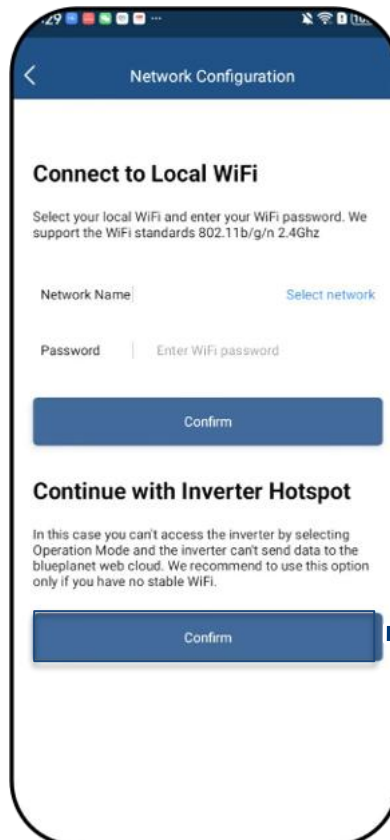 :29
Network Configuration
Connect to Local WiFi
Select your local WiFi and enter your WiFi password. We
support the WiFi standards 802.11b/g/n 2.4Ghz
Network Name Select network
Password Enter WiFi password
Confirm
Continue with Inverter Hotspot
In this case you can't access the inverter by selecting
Operation Mode and the inverter can't send data to the
blueplanet web cloud. We recommend to use this option
only if you have no stable WiFi.
Confirm